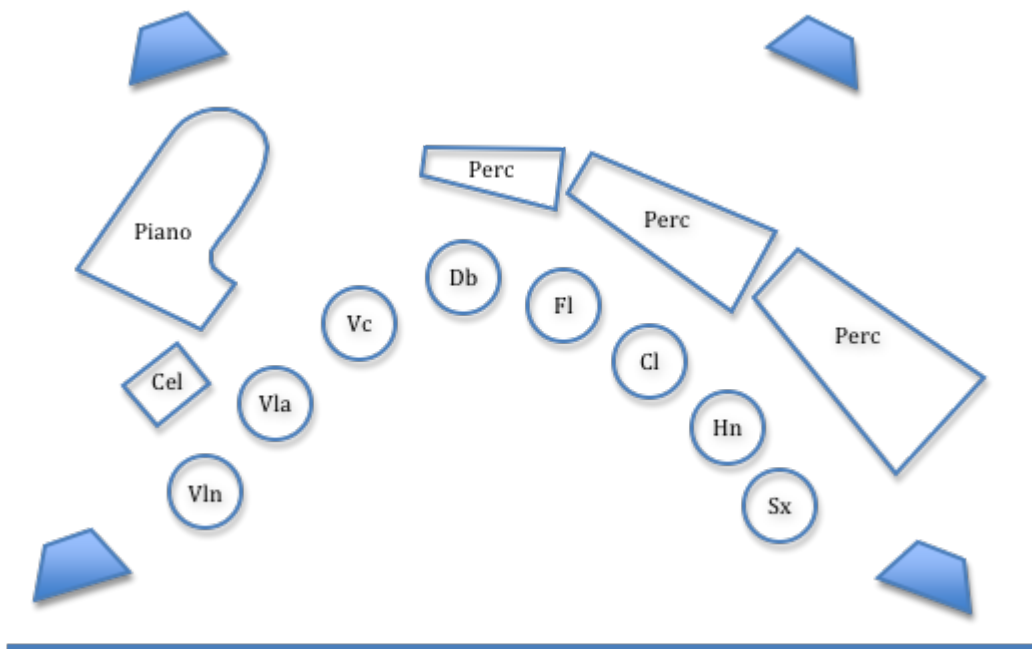 Perc
Perc
Piano
Db
Fl
Vc
Perc
Cl
Cel
Vla
Hn
Vln
Sx